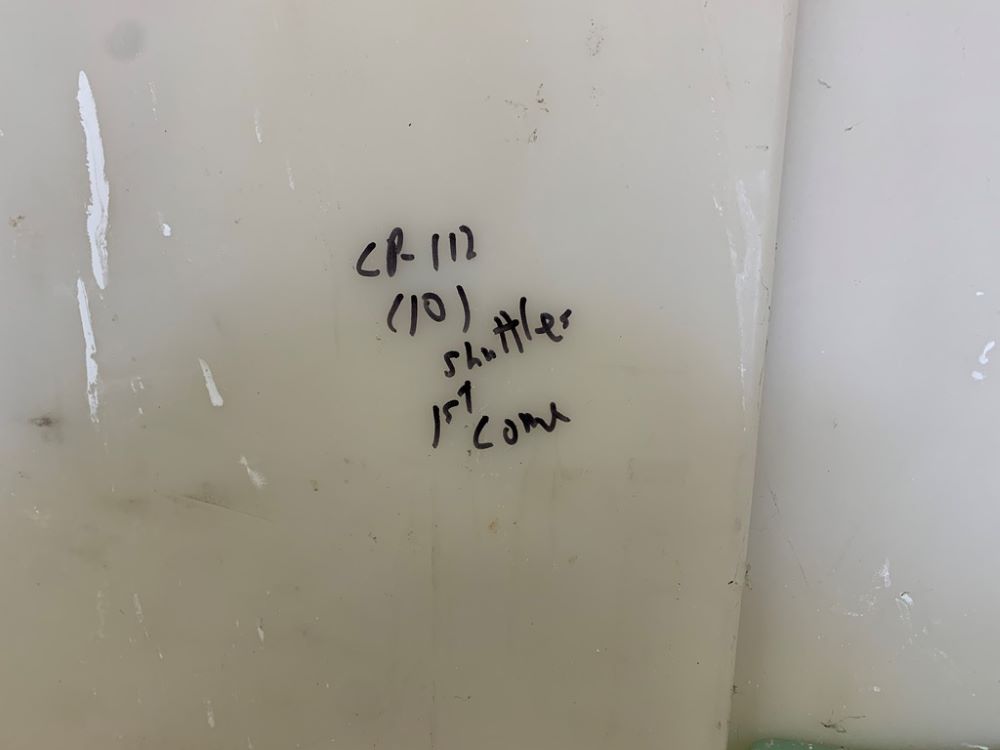 CP-112
(10)
shuttles
1st Come